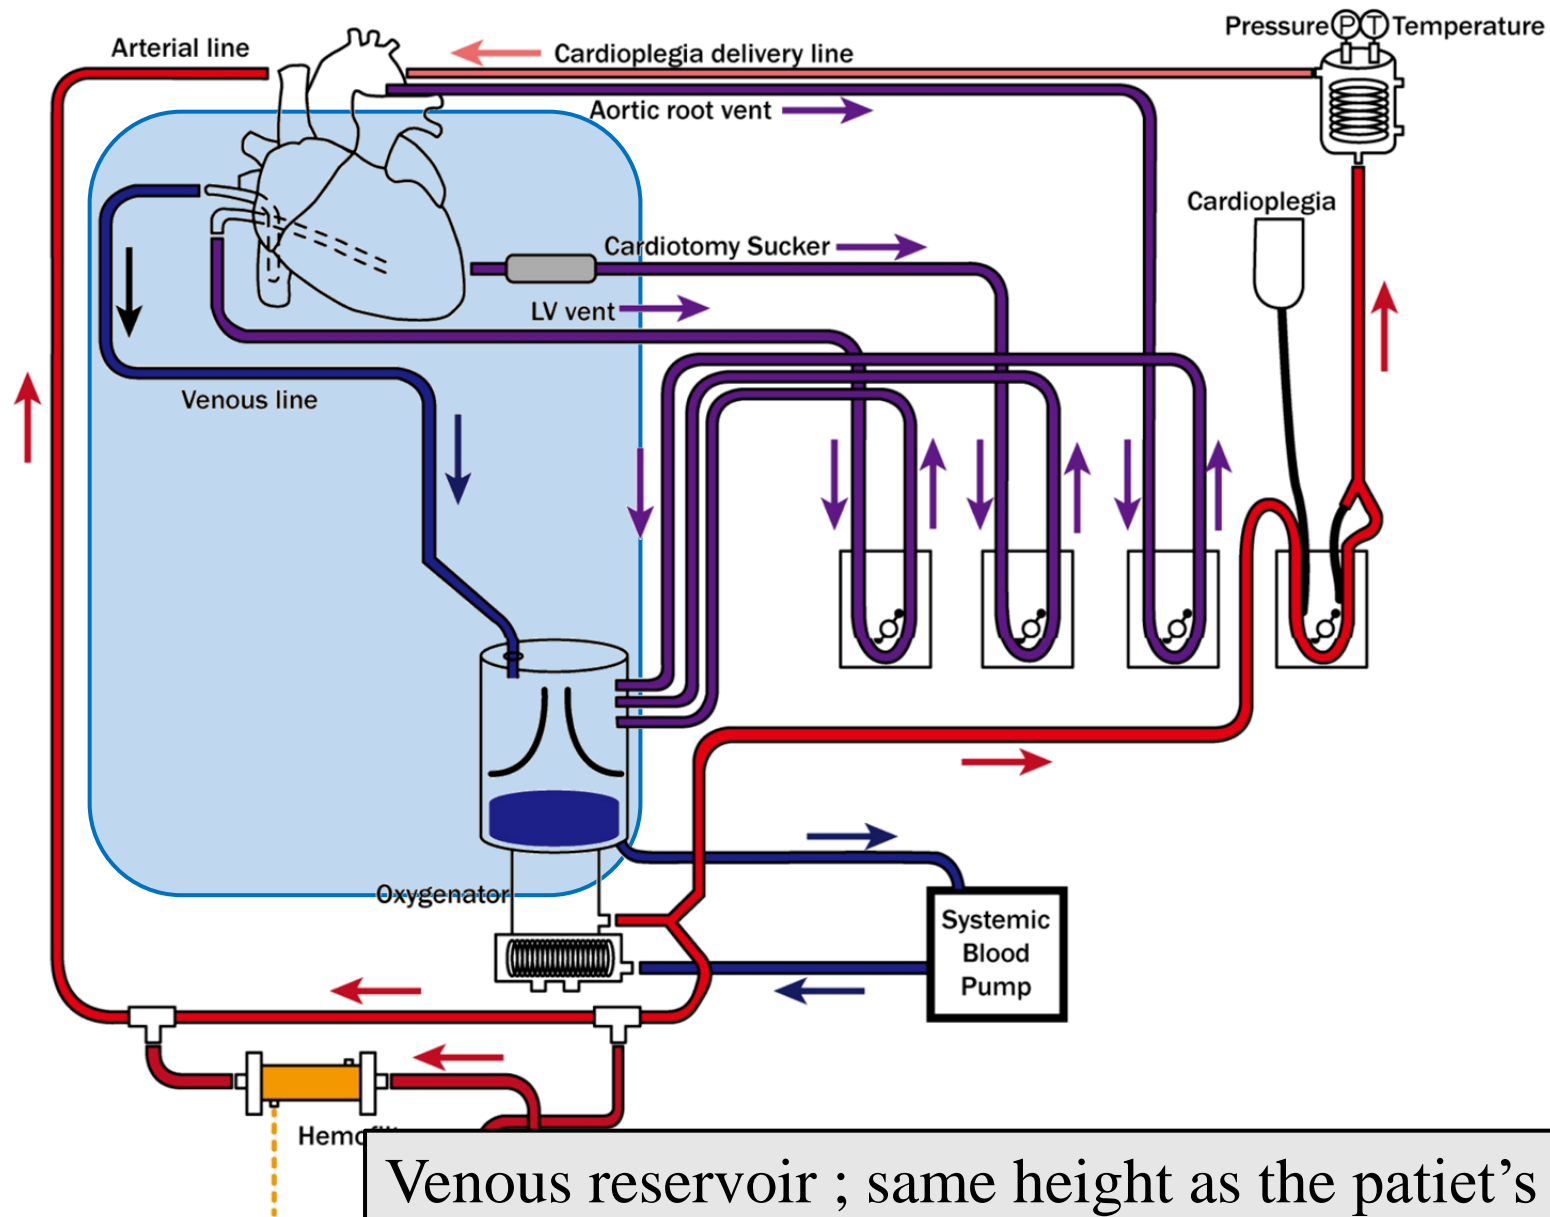 Pressure P T Temperature
Arterial line
Cardioplegia delivery line
Aortic root vent
Cardioplegia
Cardiotomy Sucker
LV vent
Venous line
Oxygenator
Systemic
Blood
Pump
Venous reservoir ; same height as the patiet’s